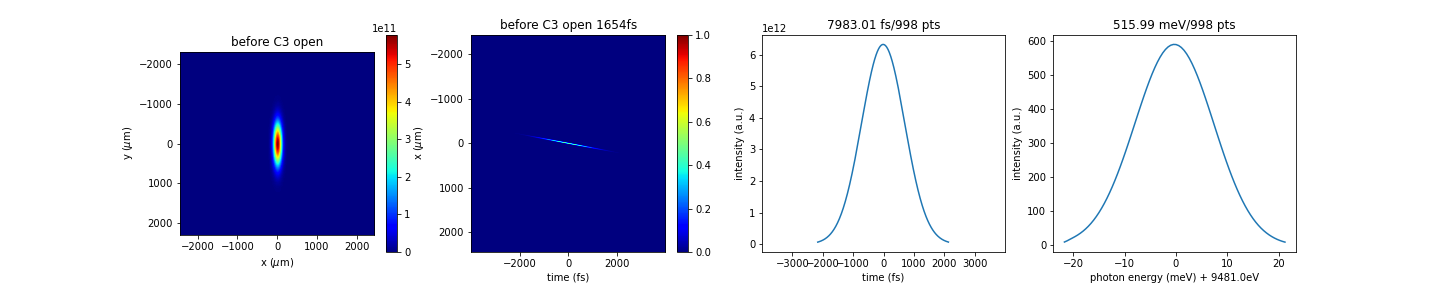 before C3 open
1e11
y (μm)
−2000
−1000
0
1000
2000
−2000 −1000 0 1000 2000
x (μm)
5
4
3
2
1
0
before C3 open 1654fs
x (μm)
−2000
−1000
0
1000
2000
−2000 0 2000
time (fs)
1.0
0.8
0.6
0.4
0.2
0.0
7983.01 fs/998 pts
1e12
intensity (a.u.)
6
5
4
3
2
1
0
−3000 −2000 −1000 0 1000 2000 3000
time (fs)
515.99 meV/998 pts
intensity (a.u.)
600
500
400
300
200
100
0
−20 −10 0 10 20
photon energy (meV) + 9481.0eV